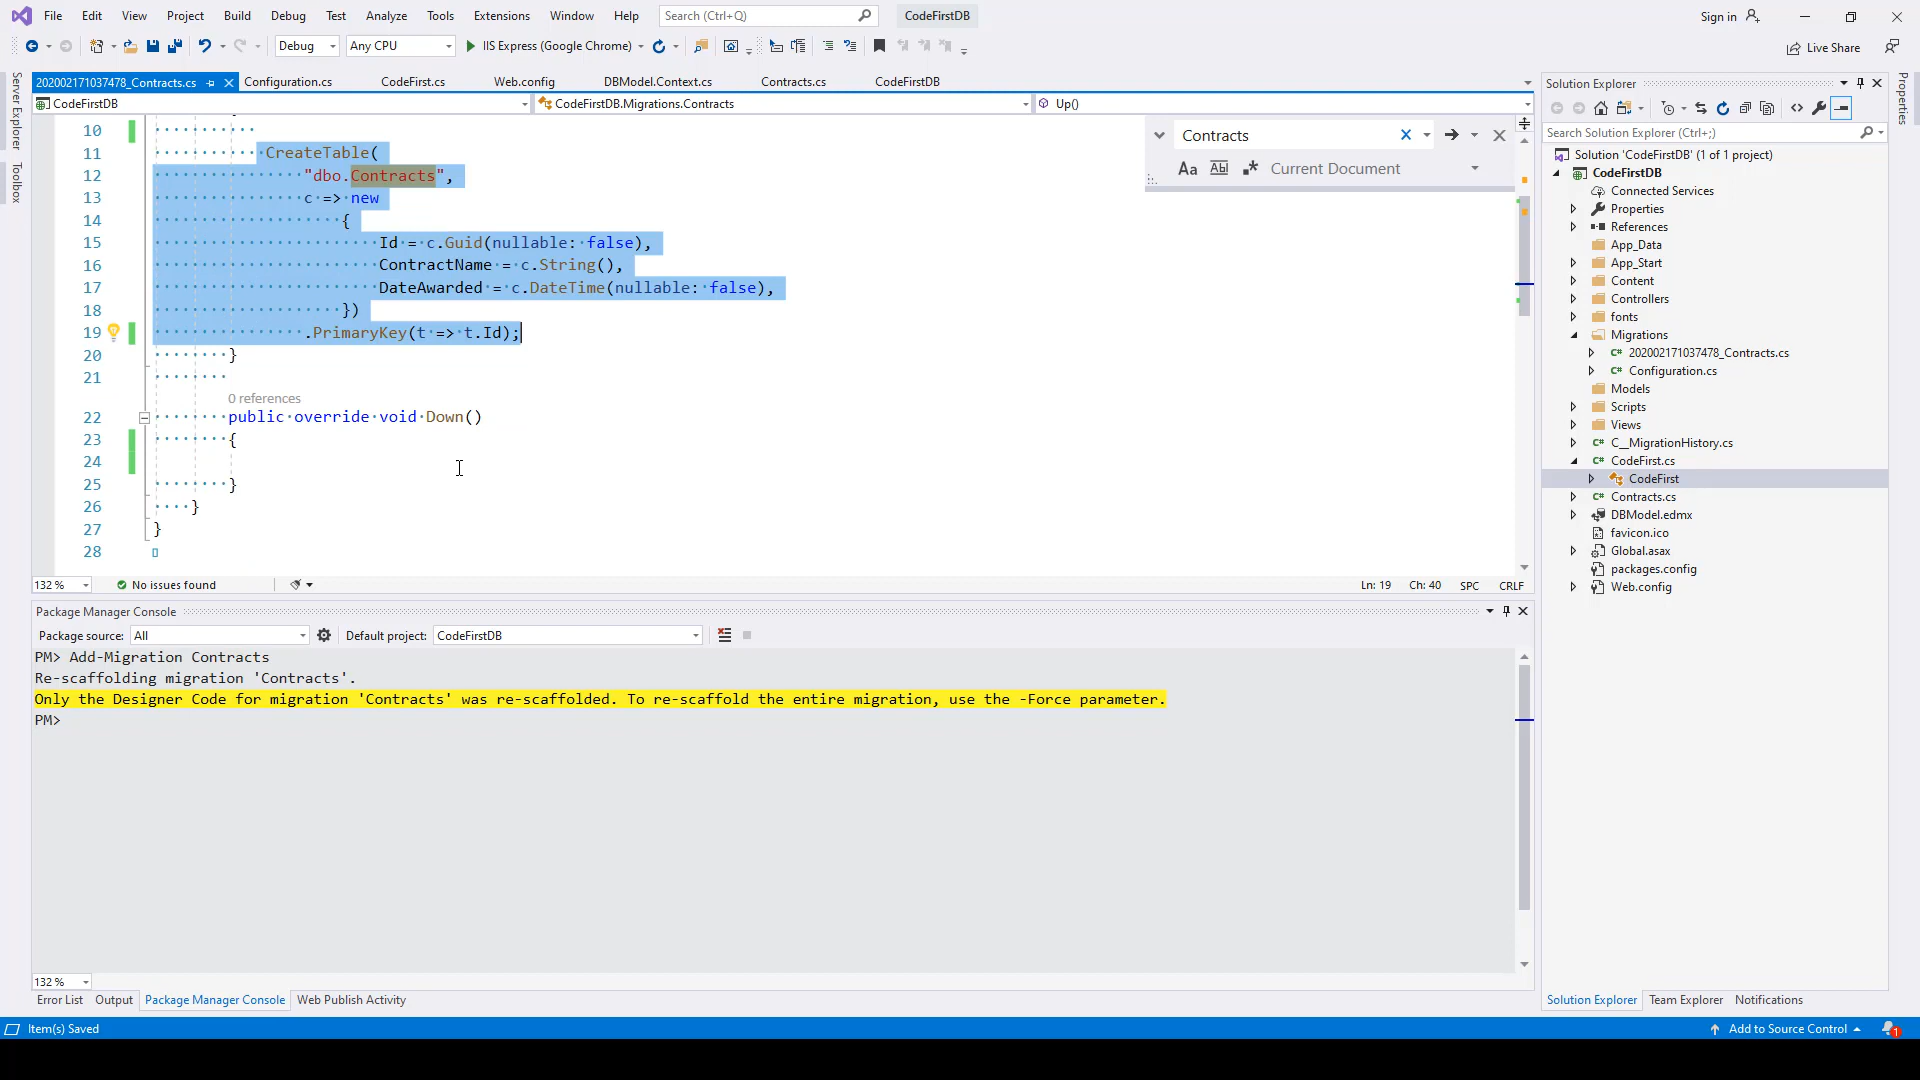 File Edit View Project Build Debug Test Analyze Tools Extensions Window Help Search (Ctrl+Q) CodeFirstDB Sign in
Debug Any CPU IIS Express (Google Chrome) Live Share
Server Explorer
Toolbox
Properties
202002171037478_Contracts.cs Configuration.cs CodeFirst.cs Web.config DBModel.Context.cs Contracts.cs CodeFirstDB
CodeFirstDB CodeFirstDB.Migrations.Contracts Up()
Contracts
Aa Abl Current Document
10
11 CreateTable(
12 "dbo.Contracts",
13 c => new
14 {
15 Id = c.Guid(nullable: false),
16 ContractName = c.String(),
17 DateAwarded = c.DateTime(nullable: false),
18 })
19 .PrimaryKey(t => t.Id);
20 }
21
0 references
22 public override void Down()
23 {
24
25 }
26 }
27 }
28
132 % No issues found Ln: 19 Ch: 40 SPC CRLF
Package Manager Console
Package source: All Default project: CodeFirstDB
PM> Add-Migration Contracts
Re-scaffolding migration 'Contracts'.
Only the Designer Code for migration 'Contracts' was re-scaffolded. To re-scaffold the entire migration, use the -Force parameter.
PM>
132 %
Error List Output Package Manager Console Web Publish Activity
Solution Explorer
Search Solution Explorer (Ctrl+;)
Solution 'CodeFirstDB' (1 of 1 project)
CodeFirstDB
Connected Services
Properties
References
App_Data
App_Start
Content
Controllers
fonts
Migrations
202002171037478_Contracts.cs
Configuration.cs
Models
Scripts
Views
C__MigrationHistory.cs
CodeFirst.cs
CodeFirst
Contracts.cs
DBModel.edmx
favicon.ico
Global.asax
packages.config
Web.config
Solution Explorer Team Explorer Notifications
Item(s) Saved Add to Source Control 1